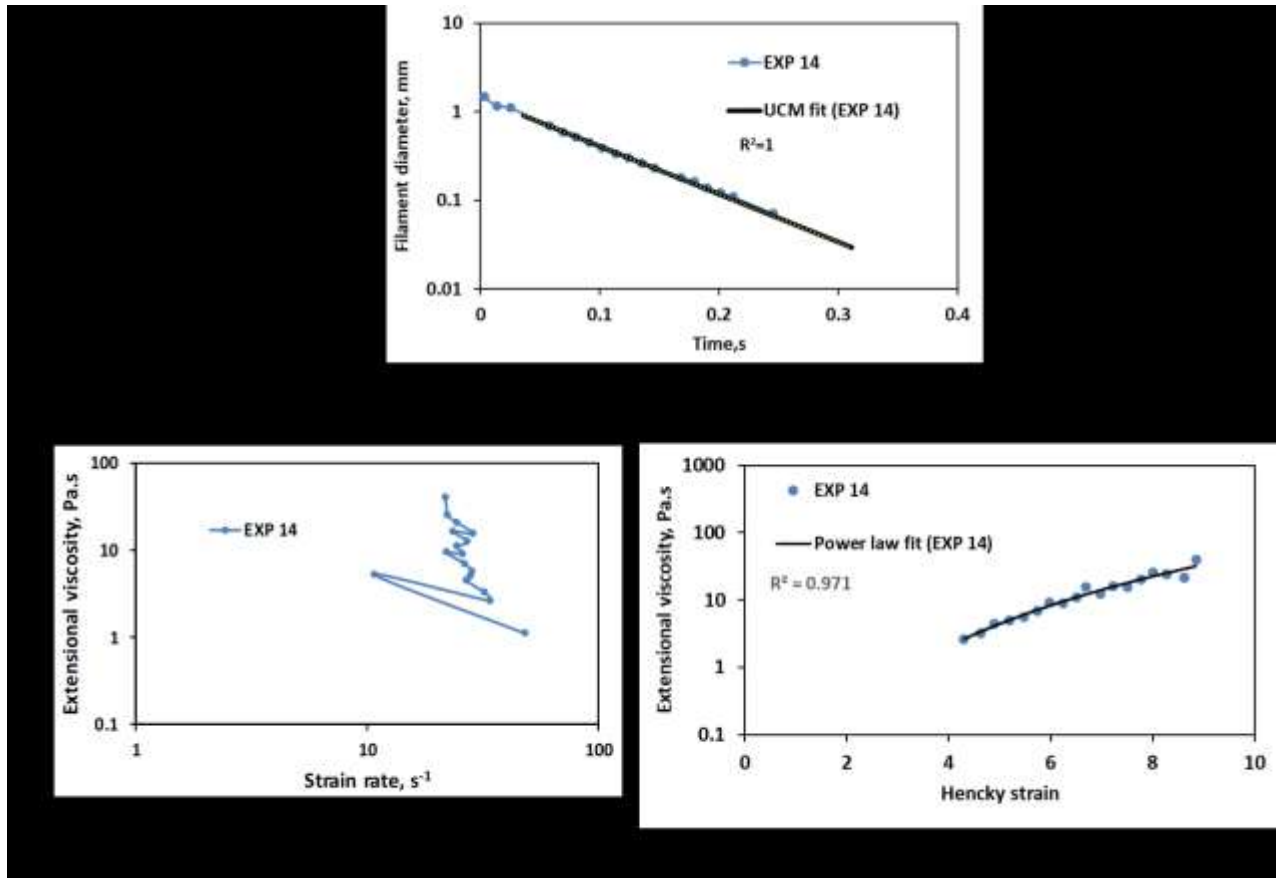 10
1
0.1
0.01
Filament diameter, mm
EXP 14
UCM fit (EXP 14)
R²=1
0 0.1 0.2 0.3 0.4
Time,s
100
10
1
0.1
Extensional viscosity, Pa.s
EXP 14
1 10 100
Strain rate, s⁻¹
1000
100
10
1
0.1
Extensional viscosity, Pa.s
EXP 14
Power law fit (EXP 14)
R² = 0.971
0 2 4 6 8 10
Hencky strain